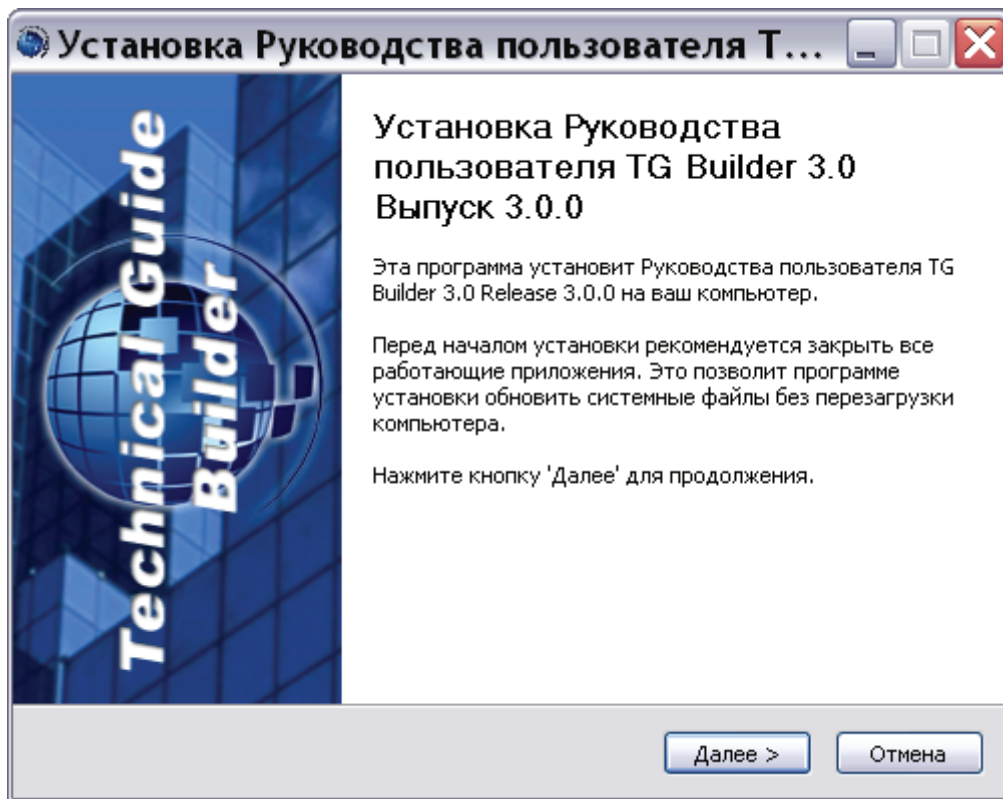 Установка Руководства пользователя T...
Technical Guide
Builder
Установка Руководства
пользователя TG Builder 3.0
Выпуск 3.0.0
Эта программа установит Руководства пользователя TG
Builder 3.0 Release 3.0.0 на ваш компьютер.
Перед началом установки рекомендуется закрыть все
работающие приложения. Это позволит программе
установки обновить системные файлы без перезагрузки
компьютера.
Нажмите кнопку 'Далее' для продолжения.
Далее >
Отмена